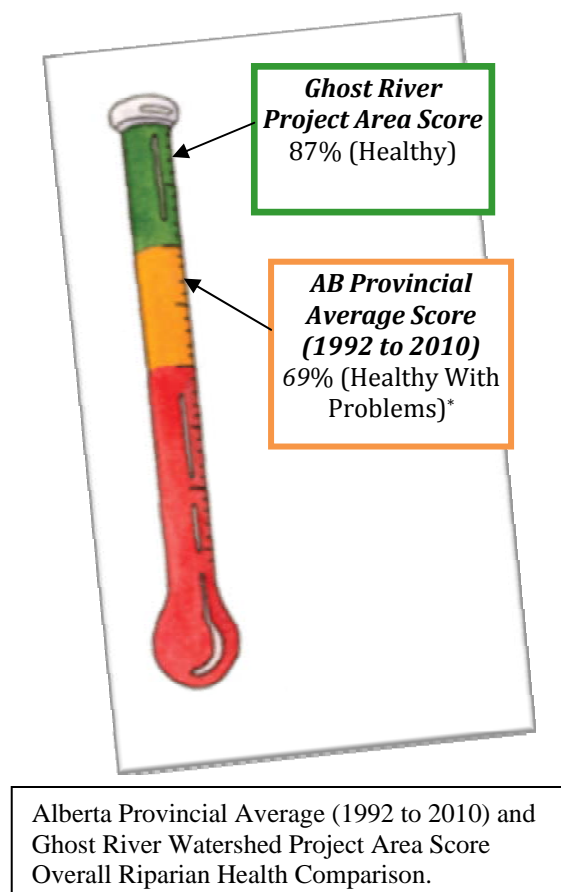 Ghost River
Project Area Score
87% (Healthy)
AB Provincial
Average Score
(1992 to 2010)
69% (Healthy With
Problems)*
Alberta Provincial Average (1992 to 2010) and
Ghost River Watershed Project Area Score
Overall Riparian Health Comparison.